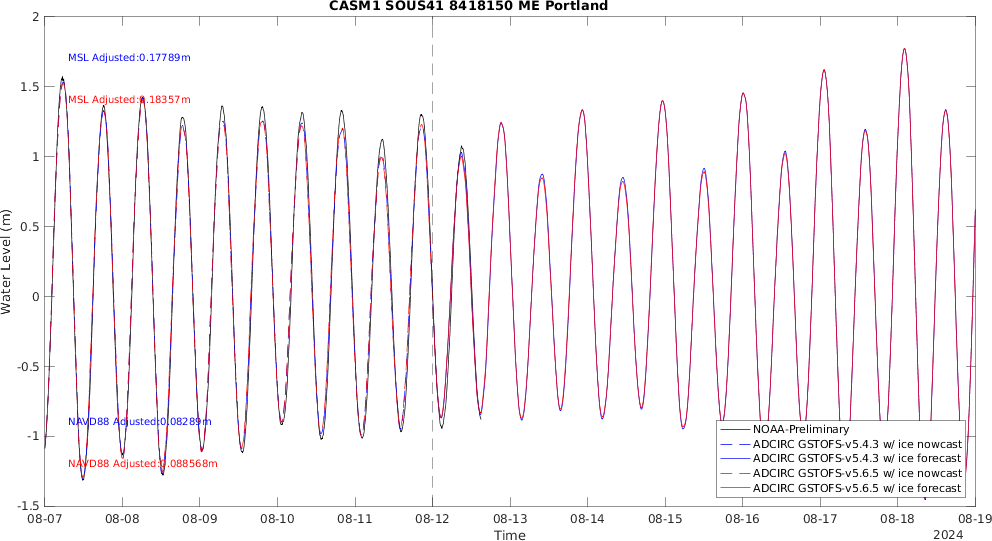 CASM1 SOUS41 8418150 ME Portland
2
1.5
1
0.5
0
-0.5
-1
-1.5
Water Level (m)
MSL Adjusted:0.17789m
MSL Adjusted:0.18357m
NAVD88 Adjusted:0.08289m
NAVD88 Adjusted:0.088568m
NOAA-Preliminary
ADCIRC GSTOFS-v5.4.3 w/ ice nowcast
ADCIRC GSTOFS-v5.4.3 w/ ice forecast
ADCIRC GSTOFS-v5.6.5 w/ ice nowcast
ADCIRC GSTOFS-v5.6.5 w/ ice forecast
08-07 08-08 08-09 08-10 08-11 08-12 08-13 08-14 08-15 08-16 08-17 08-18 08-19
Time
2024